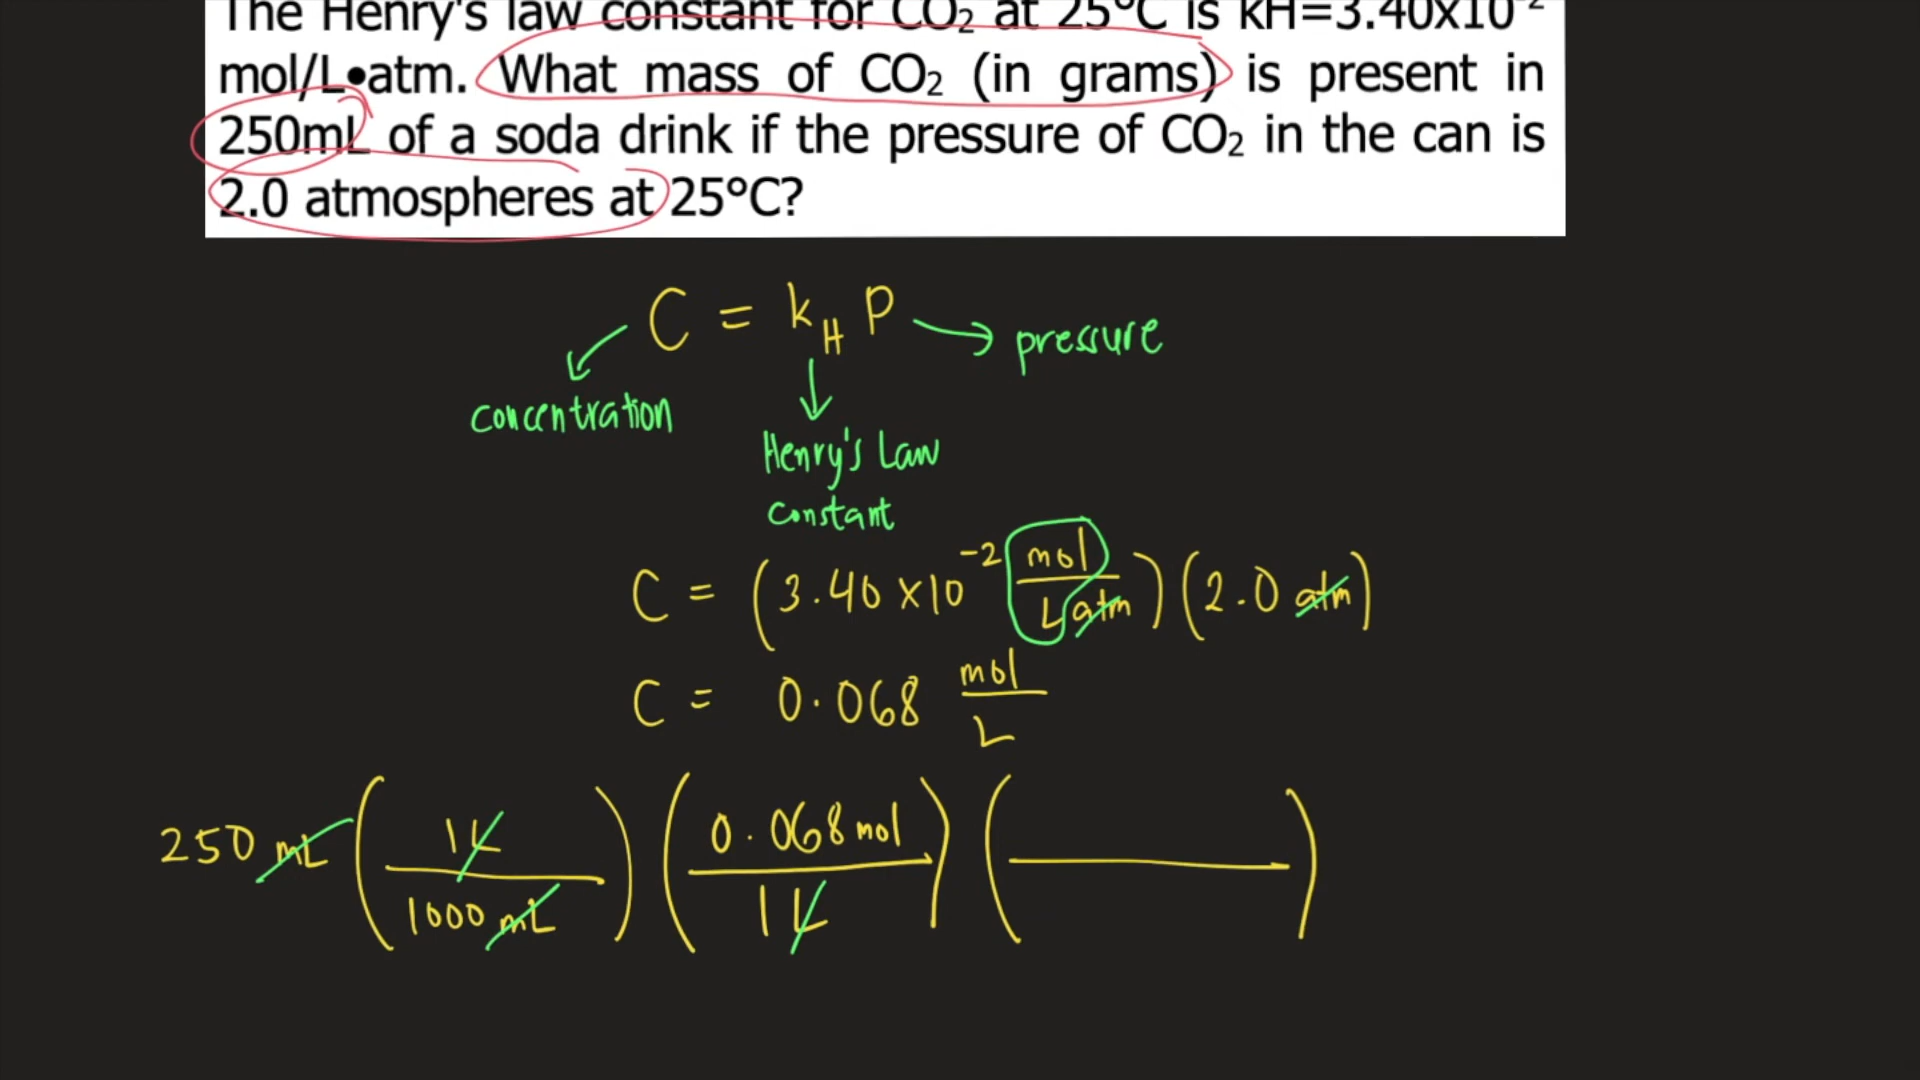 The Henry's law constant for CO₂ at 25°C is kH=3.40x10⁻²
mol/L•atm. What mass of CO₂ (in grams) is present in
250mL of a soda drink if the pressure of CO₂ in the can is
2.0 atmospheres at 25°C?
C = k_H P
pressure
concentration
Henry's Law
constant
C = (3.40 ×10⁻² mol/L atm) (2.0 atm)
C = 0.068 mol/L
250 mL (1L/1000 mL) (0.068 mol/1L) ( )